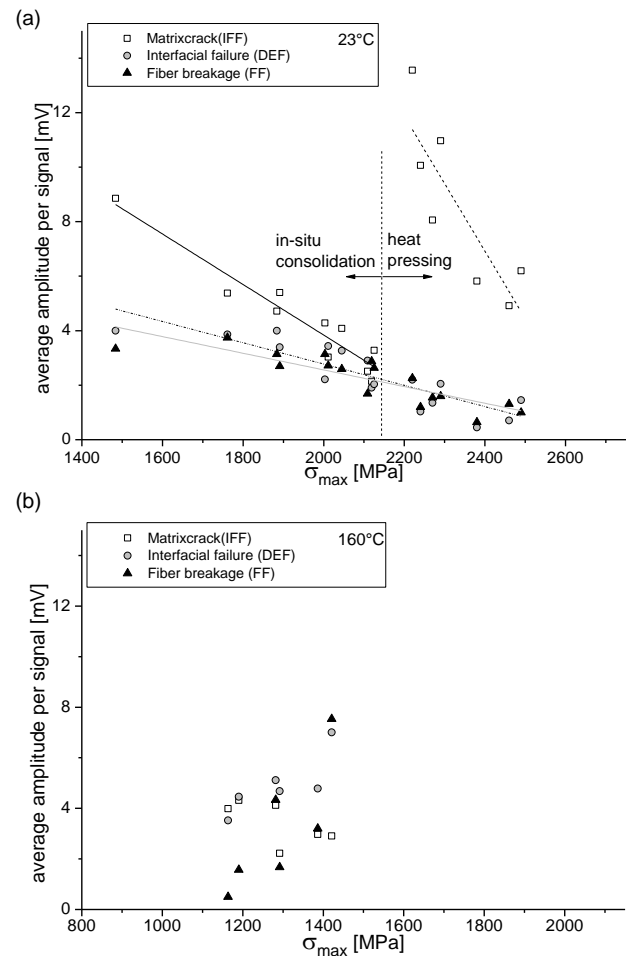 (a)
Matrixcrack(IFF)
23°C
Interfacial failure (DEF)
Fiber breakage (FF)
12
8
4
0
average amplitude per signal [mV]
in-situ
consolidation
heat
pressing
1400 1600 1800 2000 2200 2400 2600
σmax [MPa]
(b)
Matrixcrack(IFF)
160°C
Interfacial failure (DEF)
Fiber breakage (FF)
12
8
4
0
average amplitude per signal [mV]
800 1000 1200 1400 1600 1800 2000
σmax [MPa]